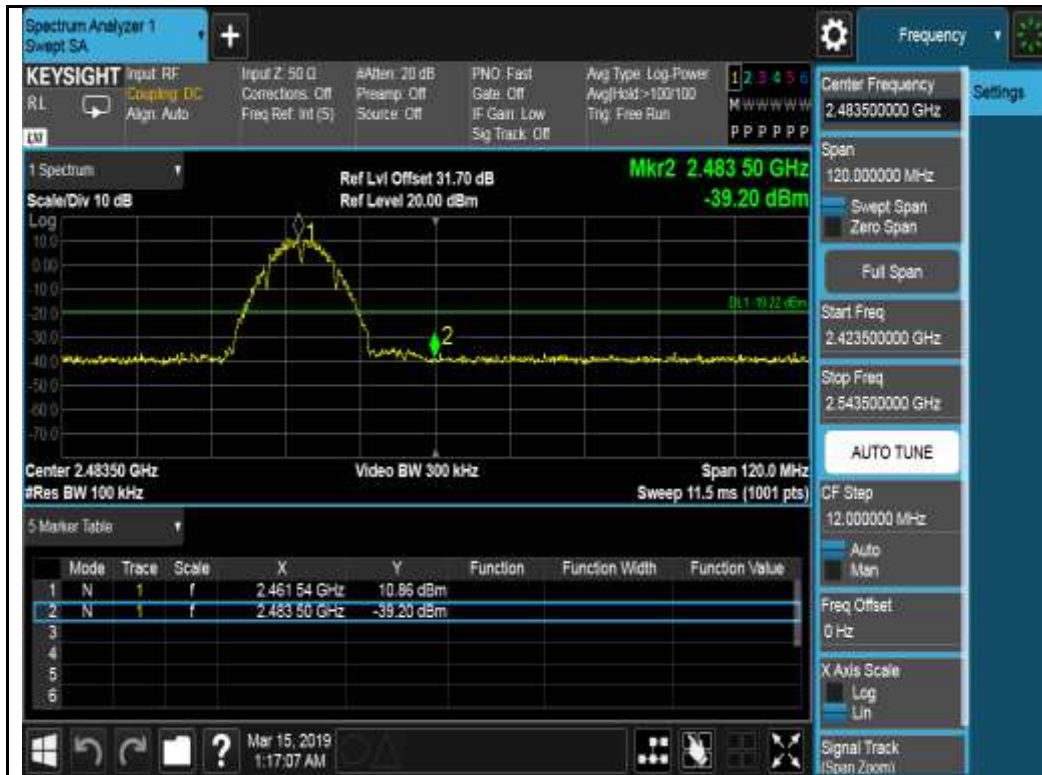 Spectrum Analyzer 1
Swept SA
+
Frequency
KEYSIGHT
RL
LXI
Input: RF
Coupling: DC
Align: Auto
Input Z: 50 Ω
Corrections: Off
Freq Ref: Int (S)
#Atten: 20 dB
Preamp: Off
Source: Off
PNO: Fast
Gate: Off
IF Gain: Low
Sig Track: Off
Avg Type: Log-Power
Avg|Hold:>100/100
Trig: Free Run
1 2 3 4 5 6
M W W W W W
P P P P P P
1 Spectrum
Scale/Div 10 dB
Ref Lvl Offset 31.70 dB
Ref Level 20.00 dBm
Mkr2 2.483 50 GHz
-39.20 dBm
Log
10.0
0.00
-10.0
-20.0
-30.0
-40.0
-50.0
-60.0
-70.0
1
2
DL1 -19.22 dBm
Center 2.48350 GHz
#Res BW 100 kHz
Video BW 300 kHz
Span 120.0 MHz
Sweep 11.5 ms (1001 pts)
5 Marker Table
Mode Trace Scale X Y Function Function Width Function Value
1 N 1 f 2.461 54 GHz 10.86 dBm
2 N 1 f 2.483 50 GHz -39.20 dBm
3
4
5
6
?
Mar 15, 2019
1:17:07 AM
Center Frequency
2.483500000 GHz
Settings
Span
120.000000 MHz
Swept Span
Zero Span
Full Span
Start Freq
2.423500000 GHz
Stop Freq
2.543500000 GHz
AUTO TUNE
CF Step
12.000000 MHz
Auto
Man
Freq Offset
0 Hz
X Axis Scale
Log
Lin
Signal Track
(Span Zoom)